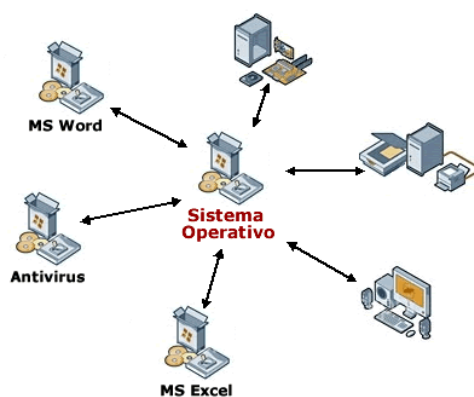 MS Word
Sistema
Operativo
Antivirus
MS Excel